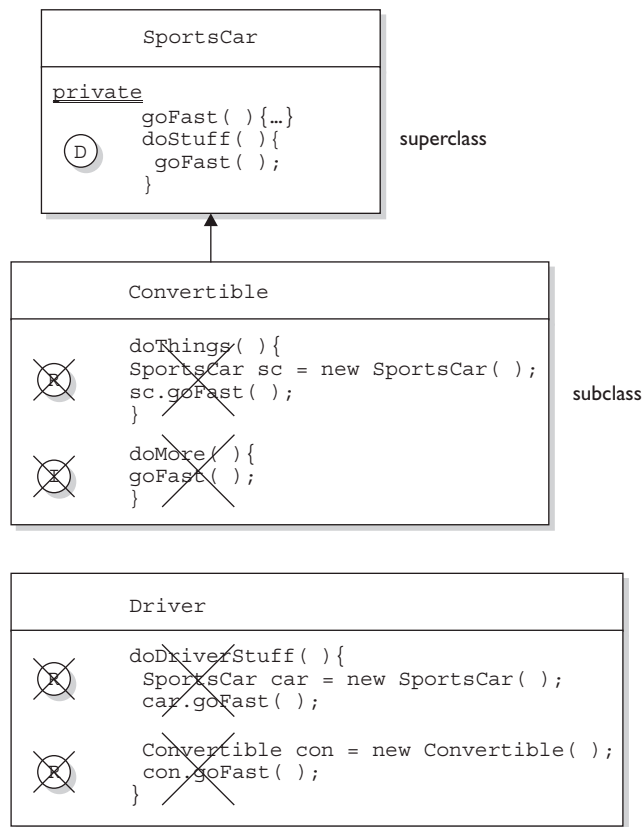 SportsCar
private
goFast( ){…}
D
doStuff( ){
goFast( );
}
superclass
Convertible
doThings( ){
R
SportsCar sc = new SportsCar( );
sc.goFast( );
}
subclass
doMore( ){
I
goFast( );
}
Driver
doDriverStuff( ){
R
SportsCar car = new SportsCar( );
car.goFast( );
Convertible con = new Convertible( );
R
con.goFast( );
}